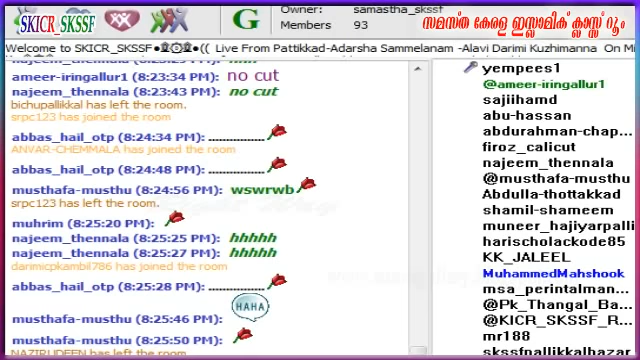 SKICR_SKSSF
G
Owner: samastha_skssf
Members 93
സമസ്ത കേരള ഇസ്ലാമിക് ക്ലാസ്സ് റൂം
Welcome to SKICR_SKSSF Live From Pattikkad-Adarsha Sammelanam -Alavi Darimi Kuzhimanna On Mi
ameer-iringallur1 (8:23:34 PM): no cut
najeem_thennala (8:23:43 PM): no cut
bichupallikkal has left the room.
srpc123 has joined the room
abbas_hail_otp (8:24:34 PM):
ANVAR-CHEMMALA has joined the room
abbas_hail_otp (8:24:48 PM):
musthafa-musthu (8:24:56 PM): wswrwb
srpc123 has left the room.
muhrim (8:25:20 PM):
najeem_thennala (8:25:25 PM): hhhhh
najeem_thennala (8:25:27 PM): hhhhh
darimicpkambil786 has joined the room
abbas_hail_otp (8:25:28 PM):
HAHA
musthafa-musthu (8:25:46 PM):
musthafa-musthu (8:25:50 PM):
NAZIRUDEEN has left the room
yempees1
@ameer-iringallur1
sajiihamd
abu-hassan
abdurahman-chap...
firoz_calicut
najeem_thennala
@musthafa-musthu
Abdulla-thottakkad
shamil-shameem
muneer_hajiyarpalli
harischolackode85
KK_JALEEL
MuhammedMahshook
msa_perintalman...
@Pk_Thangal_Ba...
@KICR_SKSSF_R...
mr188
skssfpallikkalhazar